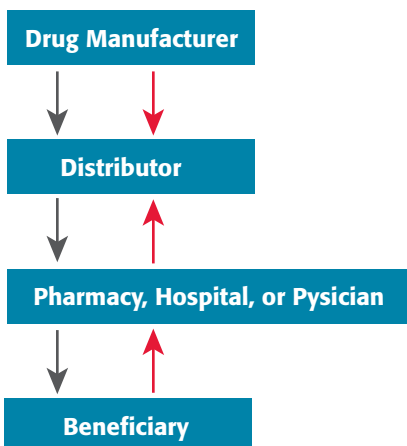 Drug Manufacturer
Distributor
Pharmacy, Hospital, or Pysician
Beneficiary